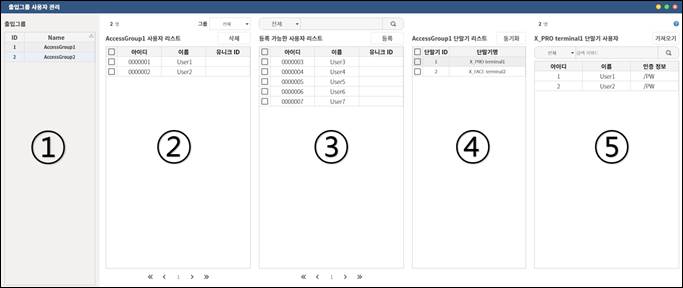 출입그룹 사용자 관리
출입그룹
ID Name
1 AccessGroup1
2 AccessGroup2
①
2 명 그룹 전체
AccessGroup1 사용자 리스트 삭제
아이디 이름 유니크 ID
0000001 User1
0000002 User2
②
1
전체
등록 가능한 사용자 리스트 등록
아이디 이름 유니크 ID
0000003 User3
0000004 User4
0000005 User5
0000006 User6
0000007 User7
③
1
AccessGroup1 단말기 리스트 동기화
단말기 ID 단말기명
1 X_PRO terminal1
2 X_FACE terminal2
④
2 명
X_PRO terminal1 단말기 사용자 가져오기
전체 검색 키워드
아이디 이름 인증 정보
1 User1 /PW
2 User2 /PW
⑤